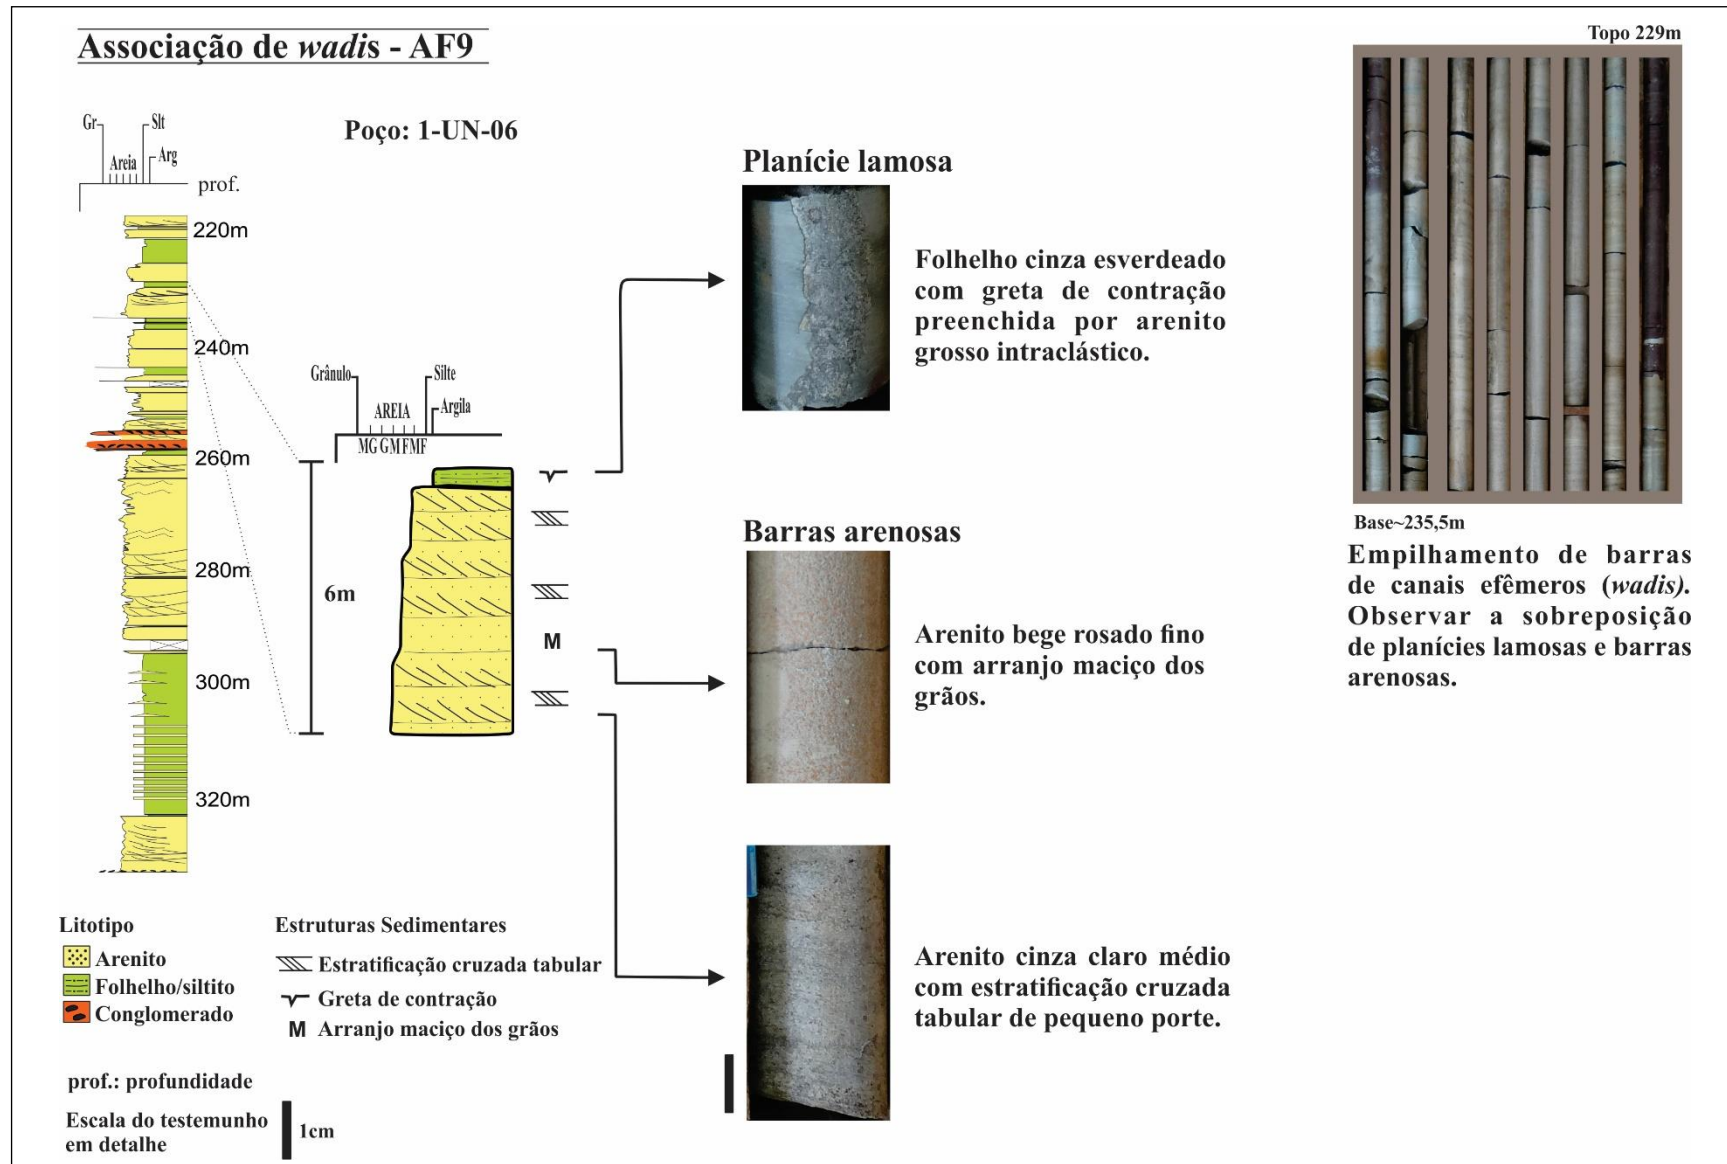 Associação de wadis - AF9
Poço: 1-UN-06
Gr
Slt
Areia
Arg
prof.
220m
240m
260m
280m
300m
320m
Grânulo
Silte
AREIA
Argila
MG G M F MF
6m
M
Planície lamosa
Folhelho cinza esverdeado
com greta de contração
preenchida por arenito
grosso intraclástico.
Barras arenosas
Arenito bege rosado fino
com arranjo maciço dos
grãos.
Arenito cinza claro médio
com estratificação cruzada
tabular de pequeno porte.
Topo 229m
Base~235,5m
Empilhamento de barras
de canais efêmeros (wadis).
Observar a sobreposição
de planícies lamosas e barras
arenosas.
Litotipo
Arenito
Folhelho/siltito
Conglomerado
Estruturas Sedimentares
Estratificação cruzada tabular
Greta de contração
M Arranjo maciço dos grãos
prof.: profundidade
Escala do testemunho
em detalhe
1cm